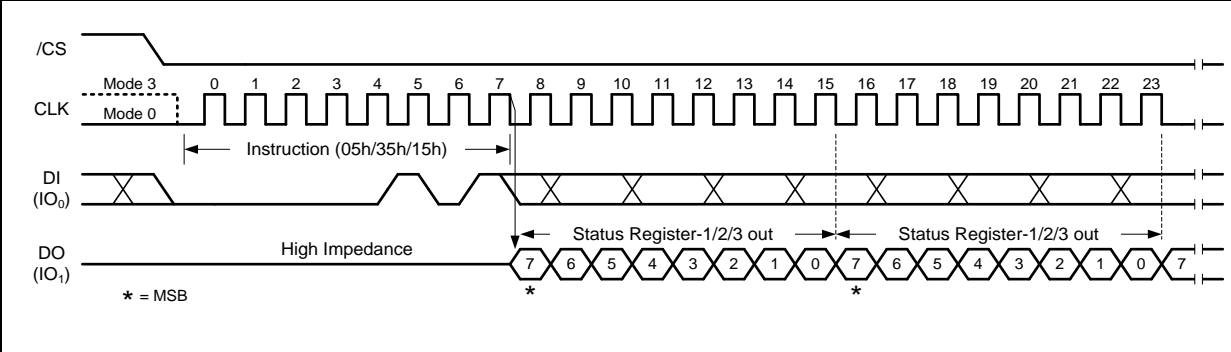 /CS
Mode 3 0 1 2 3 4 5 6 7 8 9 10 11 12 13 14 15 16 17 18 19 20 21 22 23
CLK Mode 0
Instruction (05h/35h/15h)
DI
(IO₀)
Status Register-1/2/3 out Status Register-1/2/3 out
DO High Impedance
(IO₁) 7 6 5 4 3 2 1 0 7 6 5 4 3 2 1 0 7
* *
* = MSB